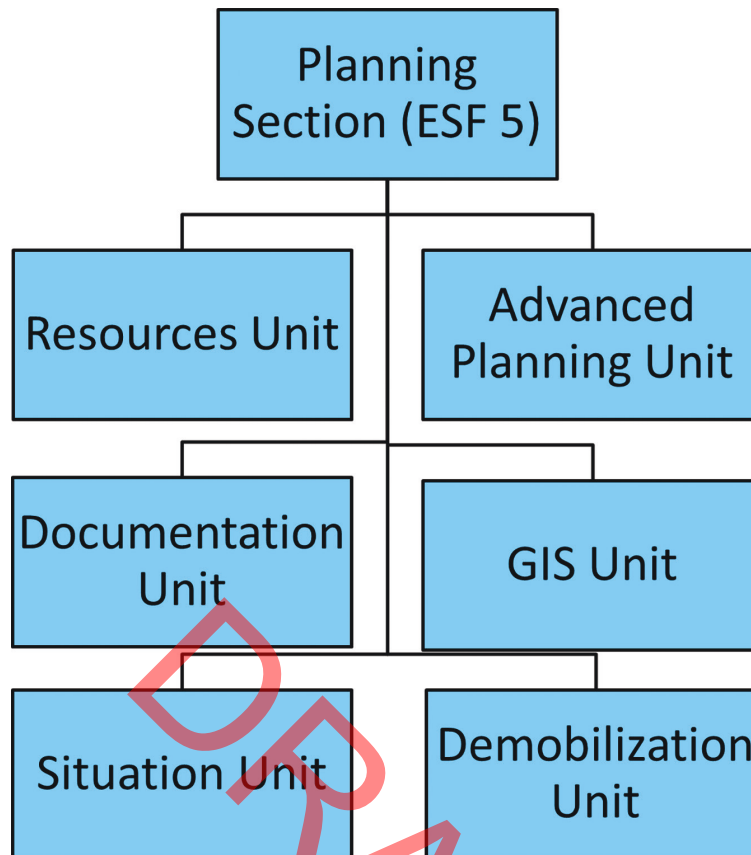 Planning
Section (ESF 5)
Resources Unit
Advanced
Planning Unit
Documentation
Unit
GIS Unit
Situation Unit
Demobilization
Unit